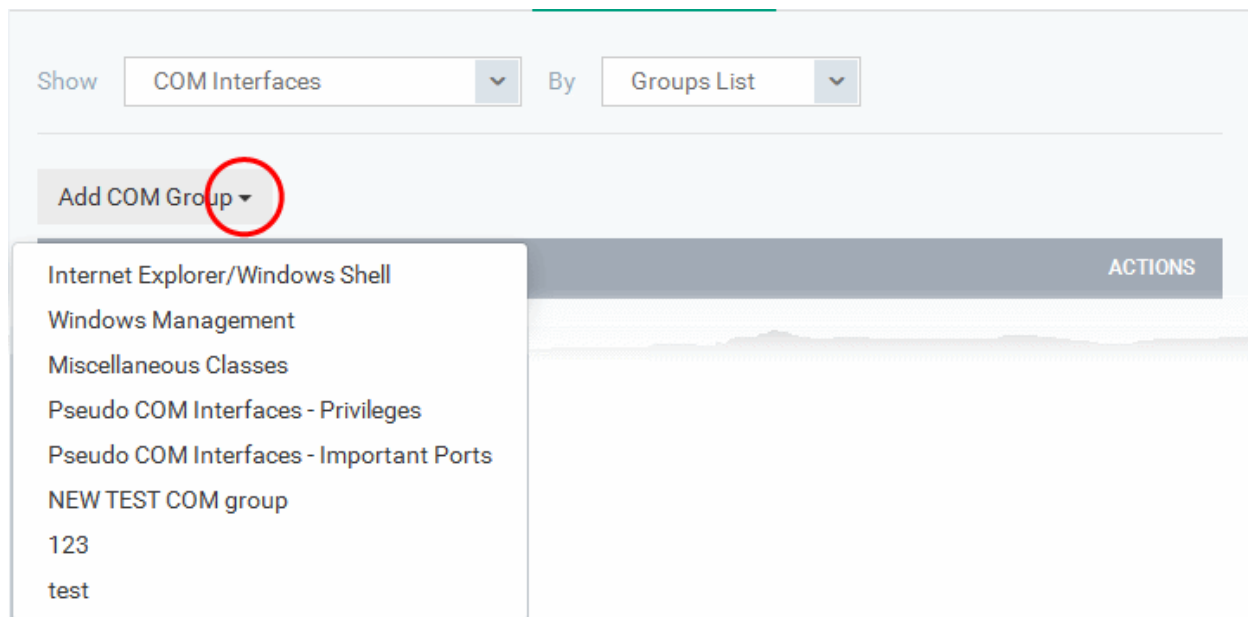 Show COM Interfaces By Groups List
Add COM Group
ACTIONS
Internet Explorer/Windows Shell
Windows Management
Miscellaneous Classes
Pseudo COM Interfaces - Privileges
Pseudo COM Interfaces - Important Ports
NEW TEST COM group
123
test